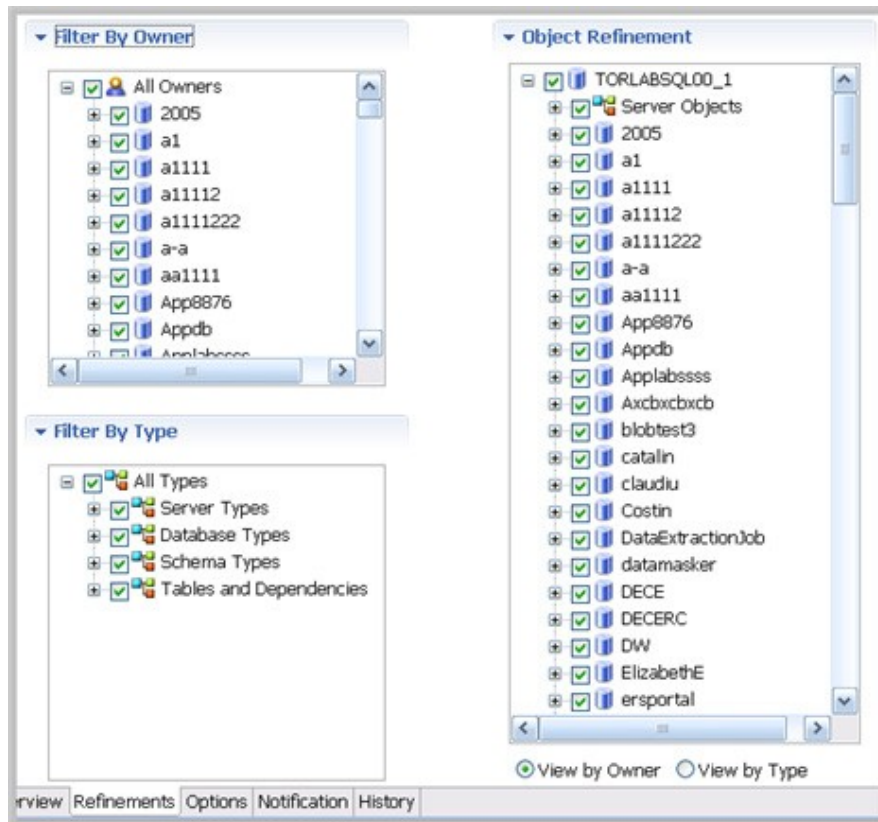 Filter By Owner
All Owners
2005
a1
a1111
a11112
a1111222
a-a
aa1111
App8876
Appdb
Applabssss
Filter By Type
All Types
Server Types
Database Types
Schema Types
Tables and Dependencies
Object Refinement
TORLABSQL00_1
Server Objects
2005
a1
a1111
a11112
a1111222
a-a
aa1111
App8876
Appdb
Applabssss
Axcbxcbxcb
blobtest3
catalin
claudiu
Costin
DataExtractionJob
datamasker
DECE
DECERC
DW
ElizabethE
ersportal
View by Owner View by Type
rview Refinements Options Notification History